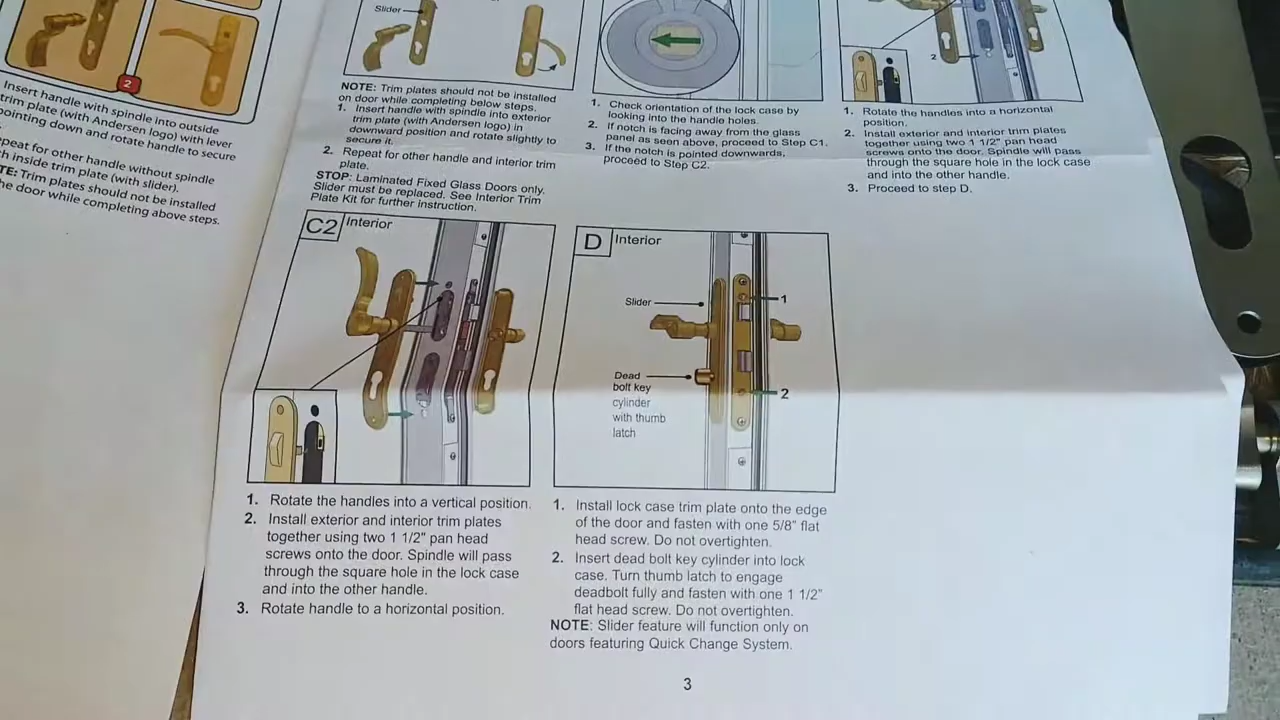 2
Insert handle with spindle into outside
trim plate (with Andersen logo) with lever
pointing down and rotate handle to secure
peat for other handle without spindle
h inside trim plate (with slider).
TE: Trim plates should not be installed
he door while completing above steps.
Slider
NOTE: Trim plates should not be installed
on door while completing below steps.
1. Insert handle with spindle into exterior
trim plate (with Andersen logo) in
downward position and rotate slightly to
secure it.
2. Repeat for other handle and interior trim
plate.
STOP: Laminated Fixed Glass Doors only.
Slider must be replaced. See Interior Trim
Plate Kit for further instruction.
1. Check orientation of the lock case by
looking into the handle holes.
2. If notch is facing away from the glass
panel as seen above, proceed to Step C1.
3. If the notch is pointed downwards,
proceed to Step C2.
2
1. Rotate the handles into a horizontal
position.
2. Install exterior and interior trim plates
together using two 1 1/2" pan head
screws onto the door. Spindle will pass
through the square hole in the lock case
and into the other handle.
3. Proceed to step D.
C2 Interior
1. Rotate the handles into a vertical position.
2. Install exterior and interior trim plates
together using two 1 1/2" pan head
screws onto the door. Spindle will pass
through the square hole in the lock case
and into the other handle.
3. Rotate handle to a horizontal position.
D Interior
Slider
1
Dead
bolt key
cylinder
with thumb
latch
2
1. Install lock case trim plate onto the edge
of the door and fasten with one 5/8" flat
head screw. Do not overtighten.
2. Insert dead bolt key cylinder into lock
case. Turn thumb latch to engage
deadbolt fully and fasten with one 1 1/2"
flat head screw. Do not overtighten.
NOTE: Slider feature will function only on
doors featuring Quick Change System.
3